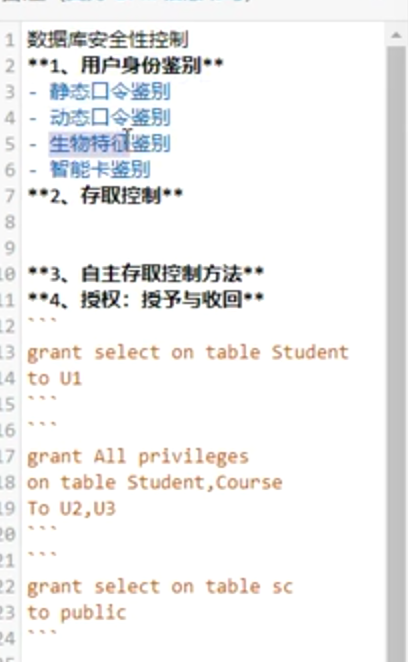 1 数据库安全性控制
2 **1、用户身份鉴别**
3 - 静态口令鉴别
4 - 动态口令鉴别
5 - 生物特征鉴别
6 - 智能卡鉴别
7 **2、存取控制**
8
9
10 **3、自主存取控制方法**
11 **4、授权：授予与收回**
12 ```
13 grant select on table Student
14 to U1
15 ```
16 ```
17 grant All privileges
18 on table Student,Course
19 To U2,U3
20 ```
21 ```
22 grant select on table sc
23 to public
24 ```